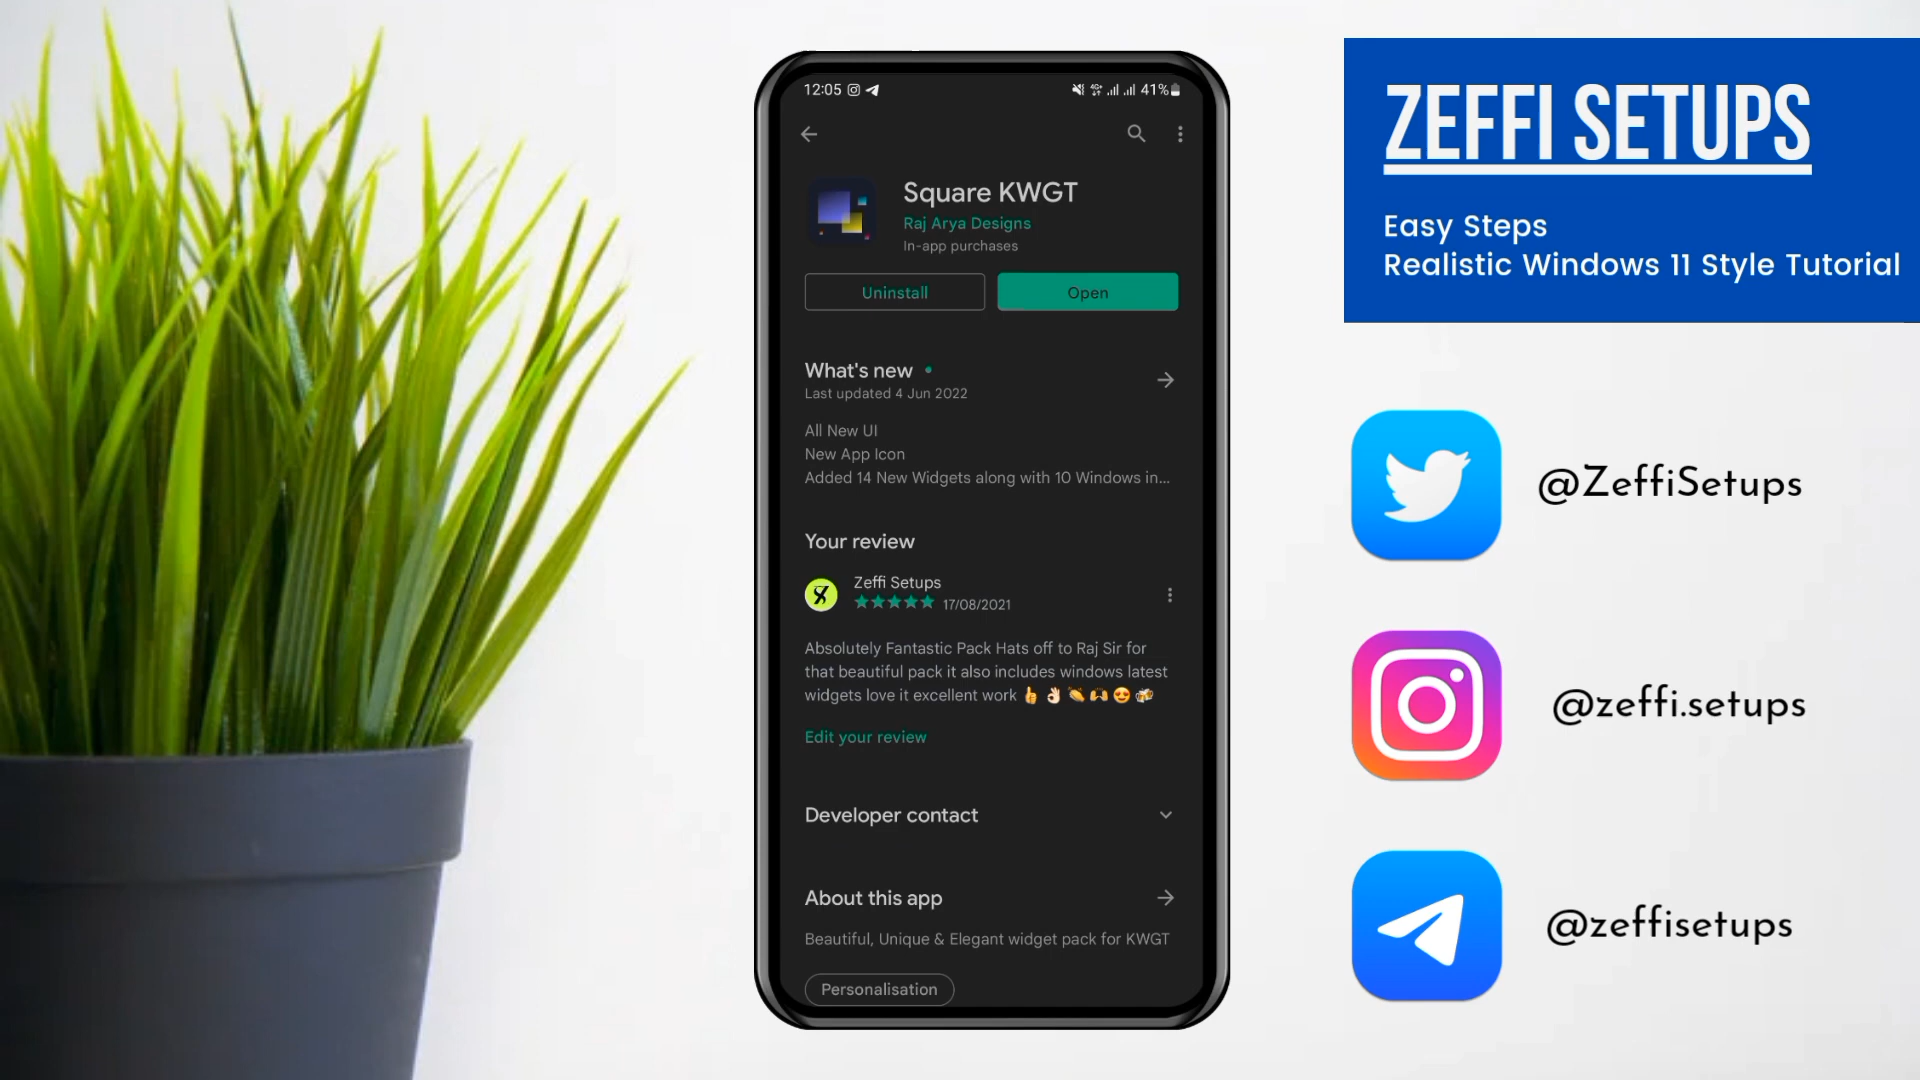 12:05
41%
Square KWGT
Raj Arya Designs
In-app purchases
Uninstall
Open
What's new
Last updated 4 Jun 2022
All New UI
New App Icon
Added 14 New Widgets along with 10 Windows in...
Your review
Zeffi Setups
17/08/2021
Absolutely Fantastic Pack Hats off to Raj Sir for
that beautiful pack it also includes windows latest
widgets love it excellent work 👍👌👏🙌😍🍻
Edit your review
Developer contact
About this app
Beautiful, Unique & Elegant widget pack for KWGT
Personalisation
ZEFFI SETUPS
Easy Steps
Realistic Windows 11 Style Tutorial
@ZeffiSetups
@zeffi.setups
@zeffisetups